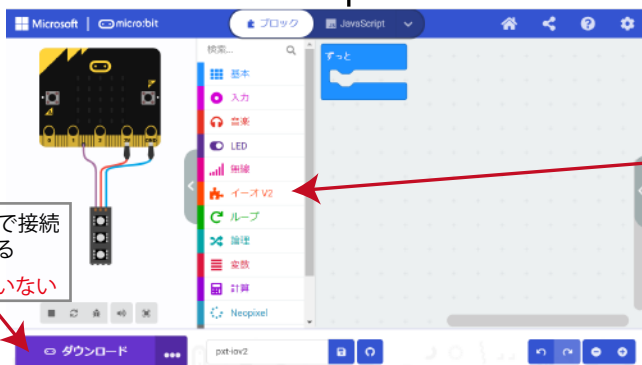 Microsoft
micro:bit
ブロック
JavaScript
検索...
ずっと
基本
入力
音楽
LED
無線
イーオV2
ループ
論理
変数
計算
Neopixel
で接続
る
いない
ダウンロード
pxt-iov2